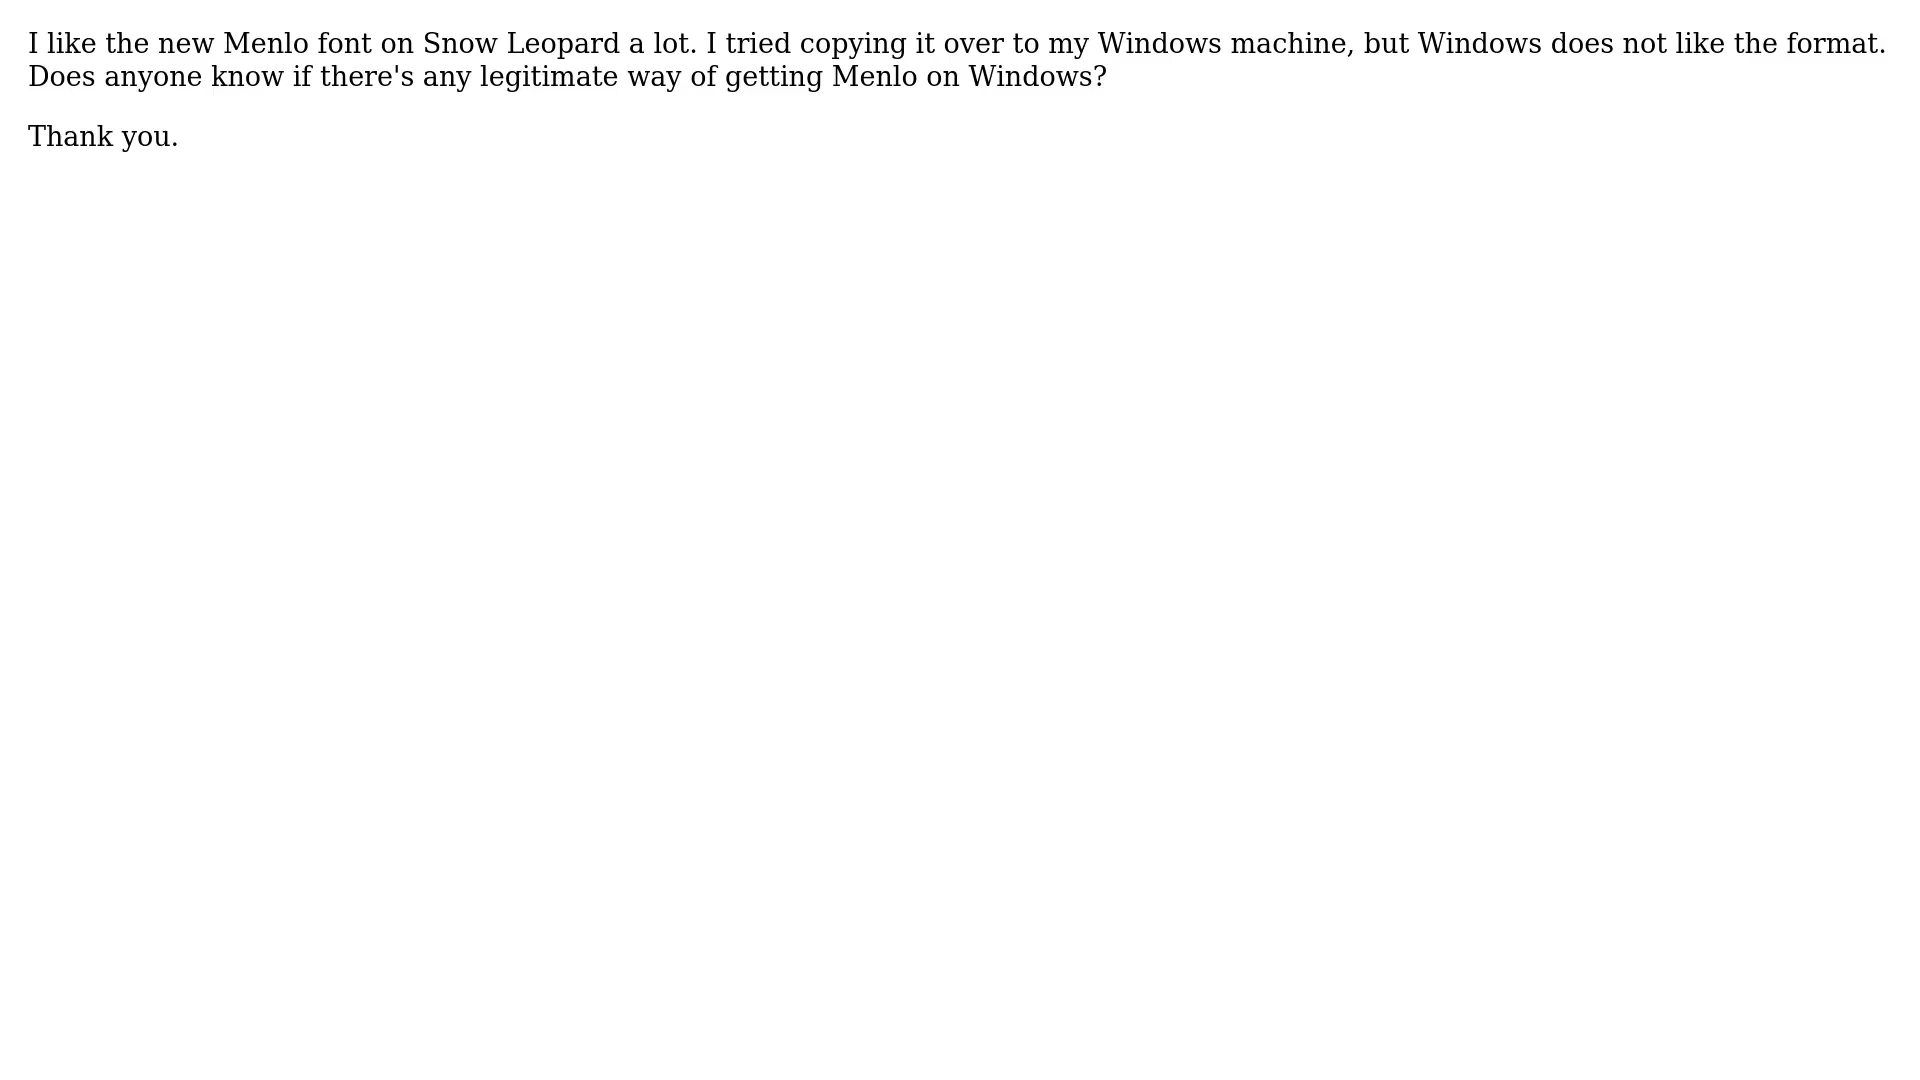 I like the new Menlo font on Snow Leopard a lot. I tried copying it over to my Windows machine, but Windows does not like the format.
Does anyone know if there's any legitimate way of getting Menlo on Windows?
Thank you.